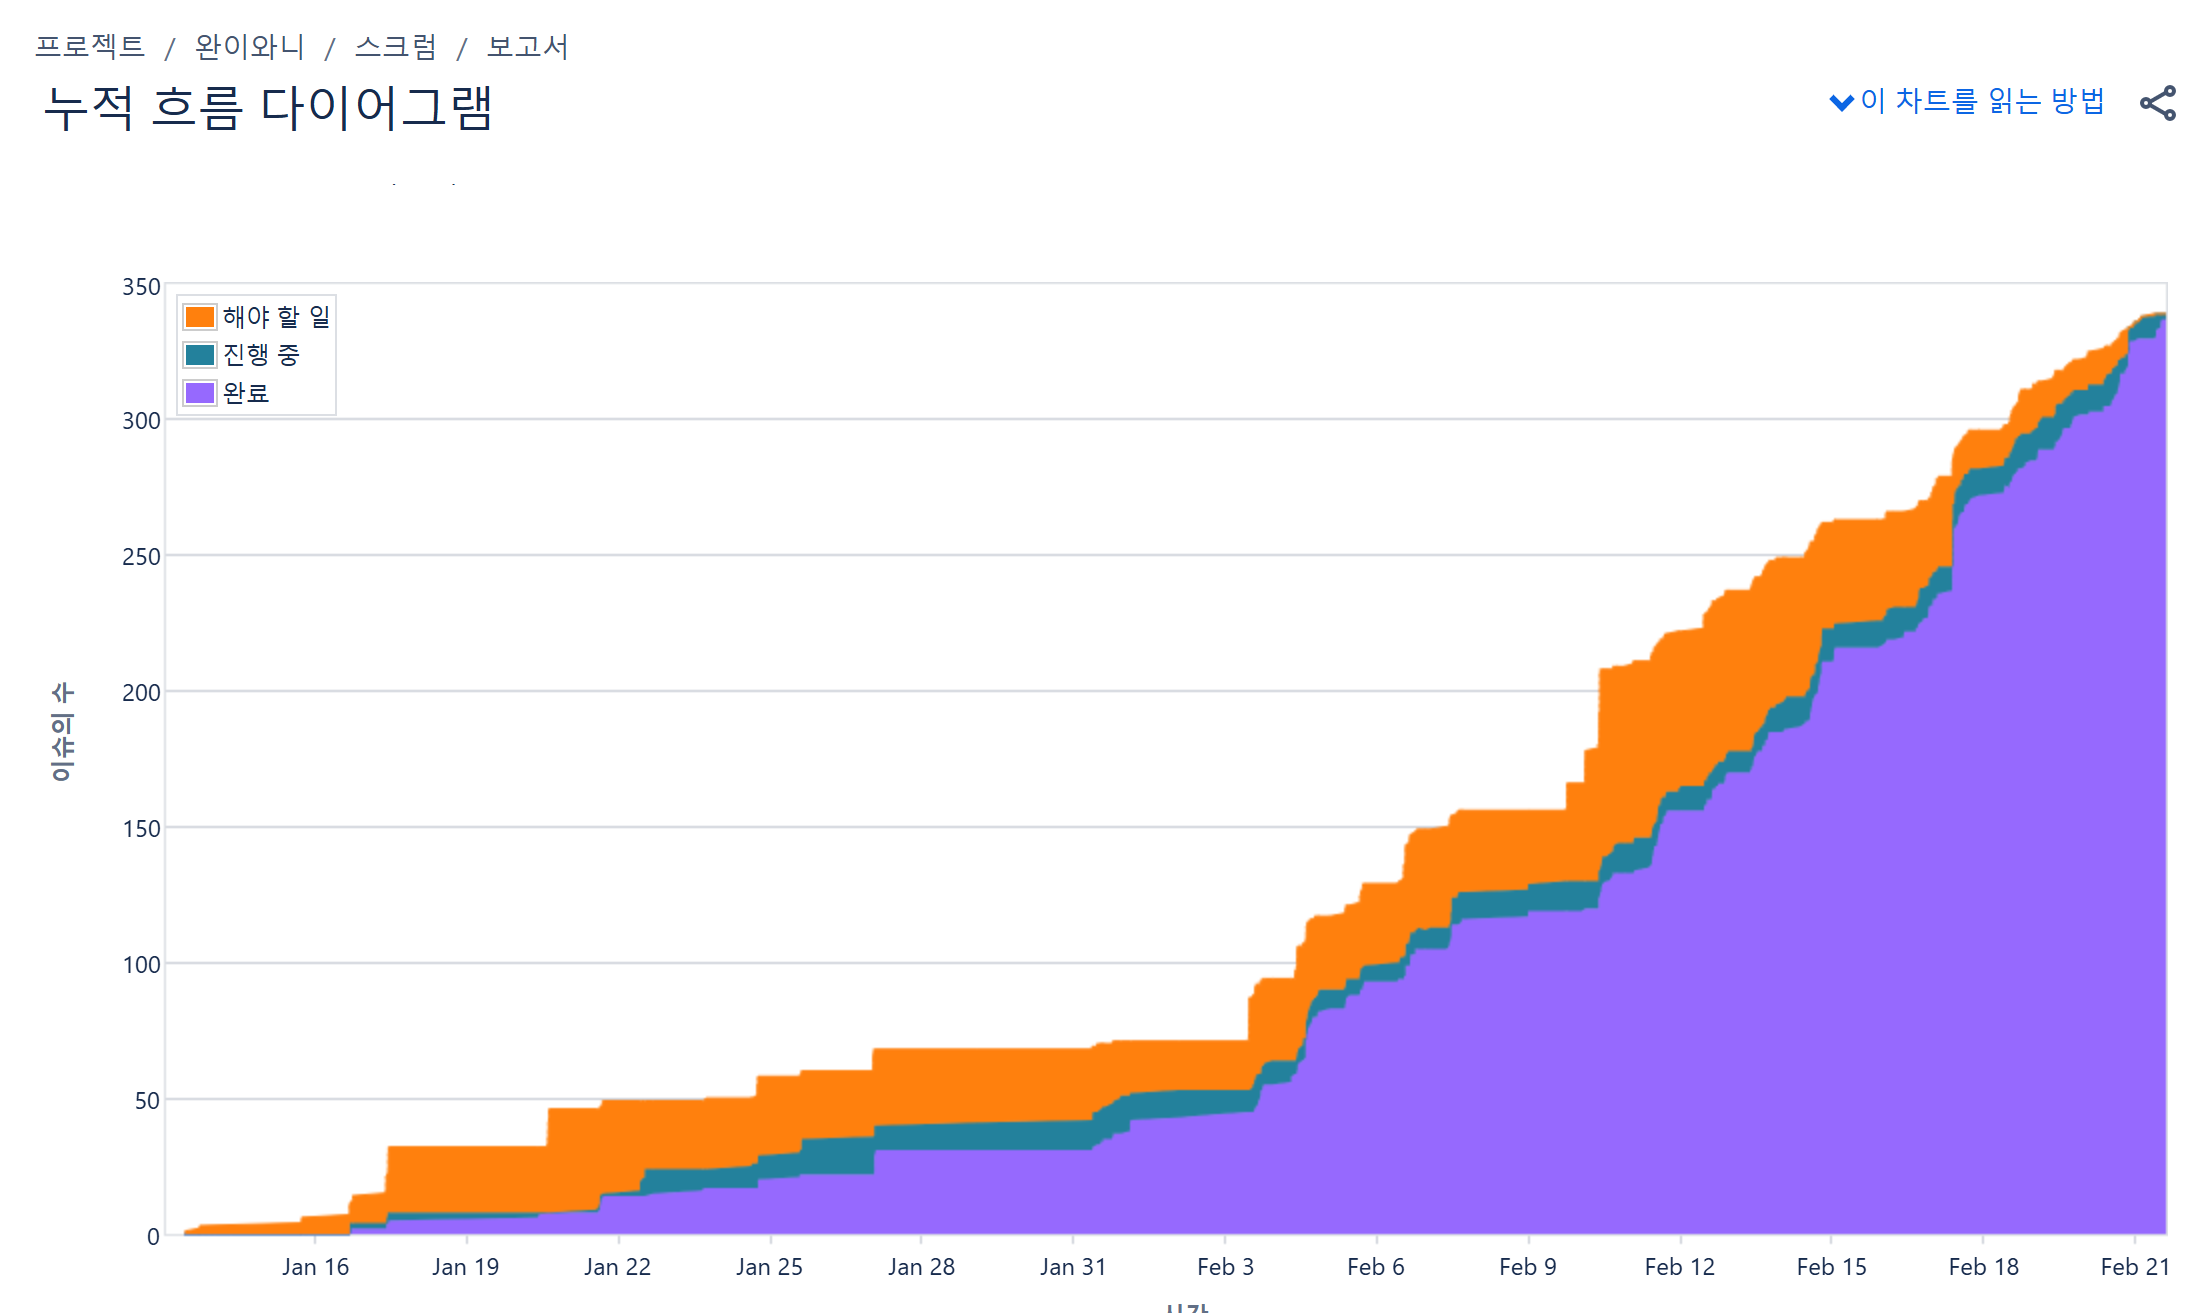 프로젝트 / 완이와니 / 스크럼 / 보고서
누적 흐름 다이어그램
이 차트를 읽는 방법
350
해야 할 일
진행 중
완료
300
250
200
150
100
50
0
이슈의 수
Jan 16 Jan 19 Jan 22 Jan 25 Jan 28 Jan 31 Feb 3 Feb 6 Feb 9 Feb 12 Feb 15 Feb 18 Feb 21